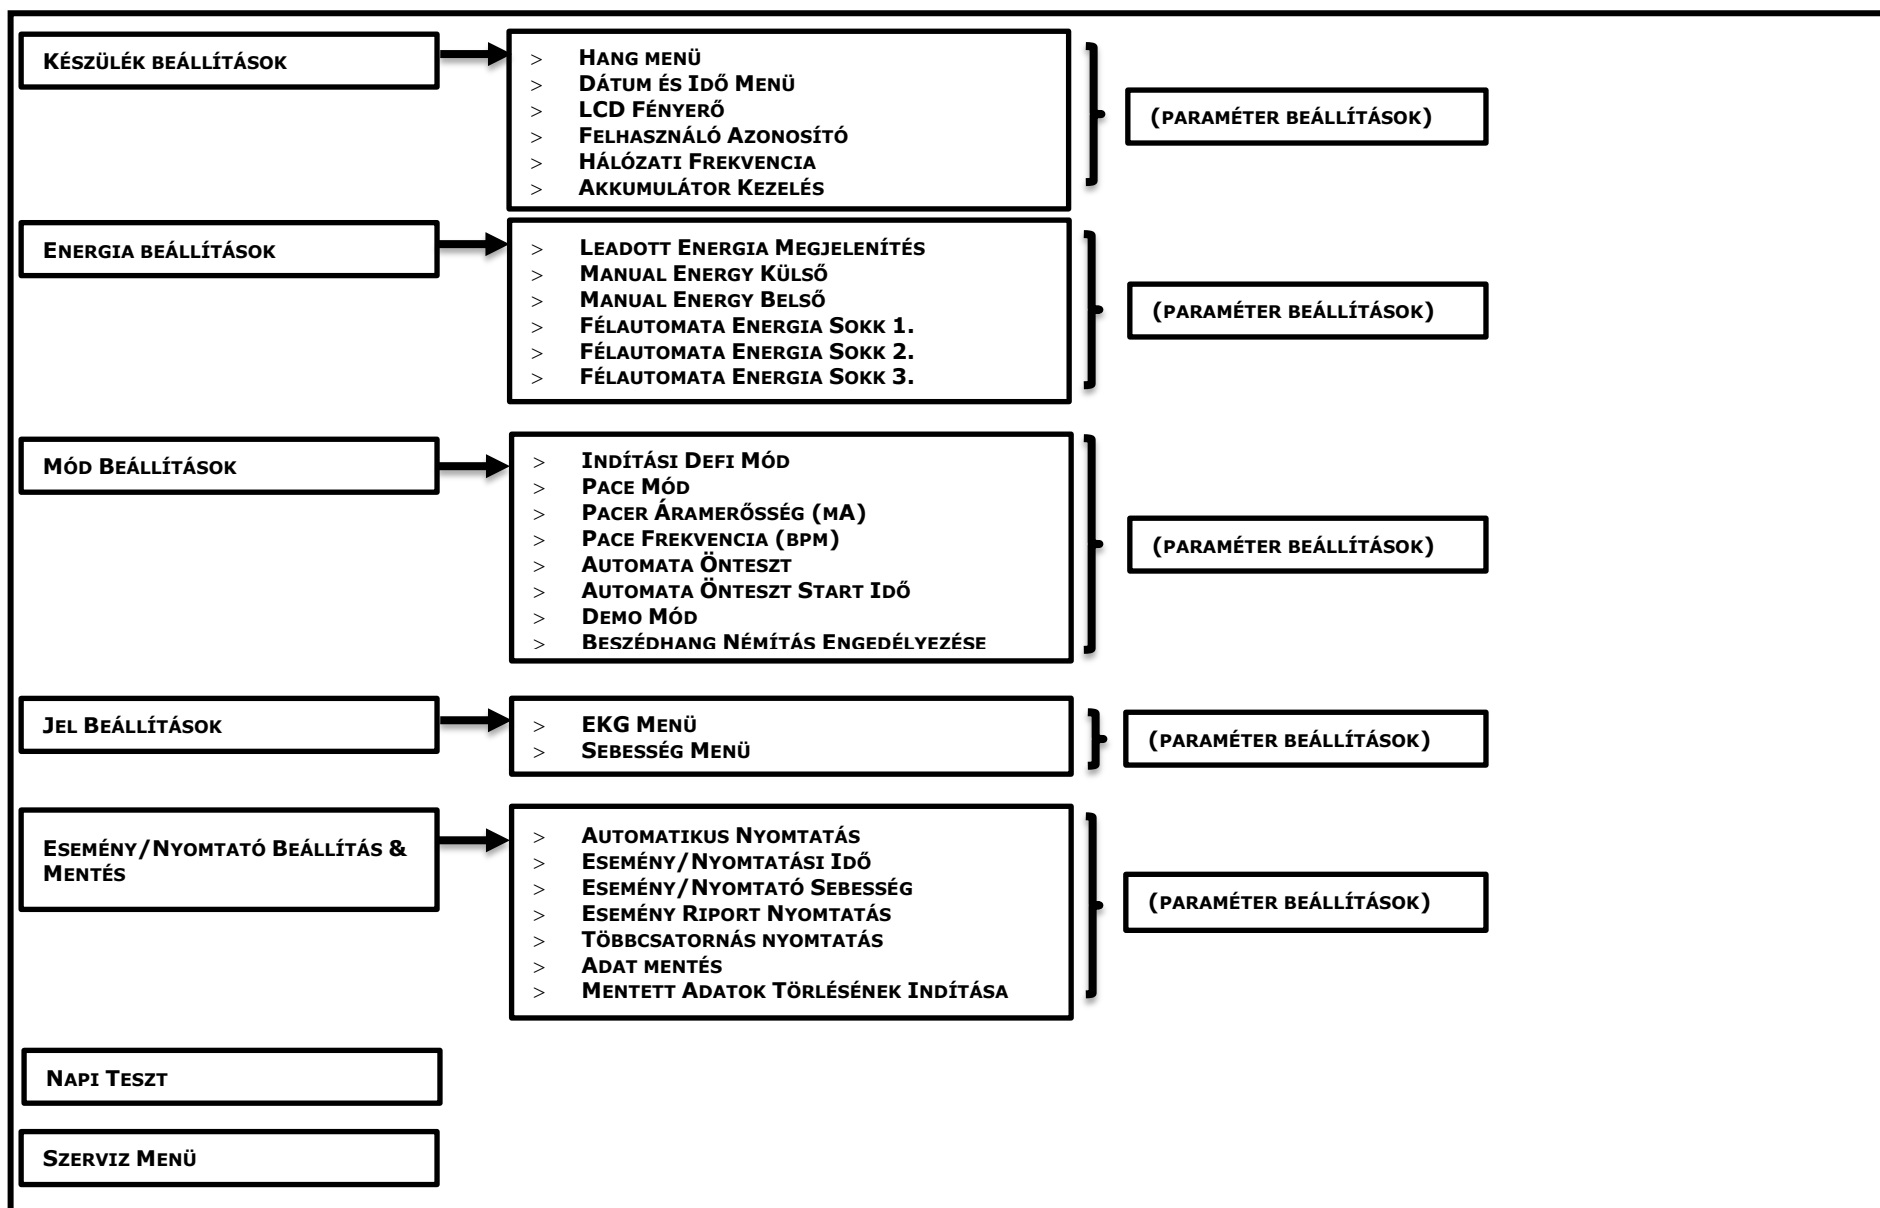 KÉSZÜLÉK BEÁLLÍTÁSOK
> HANG MENÜ
> DÁTUM ÉS IDŐ MENÜ
> LCD FÉNYERŐ
> FELHASZNÁLÓ AZONOSÍTÓ
> HÁLÓZATI FREKVENCIA
> AKKUMULÁTOR KEZELÉS
(PARAMÉTER BEÁLLÍTÁSOK)
ENERGIA BEÁLLÍTÁSOK
> LEADOTT ENERGIA MEGJELENÍTÉS
> MANUAL ENERGY KÜLSŐ
> MANUAL ENERGY BELSŐ
> FÉLAUTOMATA ENERGIA SOKK 1.
> FÉLAUTOMATA ENERGIA SOKK 2.
> FÉLAUTOMATA ENERGIA SOKK 3.
(PARAMÉTER BEÁLLÍTÁSOK)
MÓD BEÁLLÍTÁSOK
> INDÍTÁSI DEFI MÓD
> PACE MÓD
> PACER ÁRAMERŐSSÉG (MA)
> PACE FREKVENCIA (BPM)
> AUTOMATA ÖNTESZT
> AUTOMATA ÖNTESZT START IDŐ
> DEMO MÓD
> BESZÉDHANG NÉMÍTÁS ENGEDÉLYEZÉSE
(PARAMÉTER BEÁLLÍTÁSOK)
JEL BEÁLLÍTÁSOK
> EKG MENÜ
> SEBESSÉG MENÜ
(PARAMÉTER BEÁLLÍTÁSOK)
ESEMÉNY/NYOMTATÓ BEÁLLÍTÁS &
MENTÉS
> AUTOMATIKUS NYOMTATÁS
> ESEMÉNY/NYOMTATÁSI IDŐ
> ESEMÉNY/NYOMTATÓ SEBESSÉG
> ESEMÉNY RIPORT NYOMTATÁS
> TÖBBCSATORNÁS NYOMTATÁS
> ADAT MENTÉS
> MENTETT ADATOK TÖRLÉSÉNEK INDÍTÁSA
(PARAMÉTER BEÁLLÍTÁSOK)
NAPI TESZT
SZERVIZ MENÜ